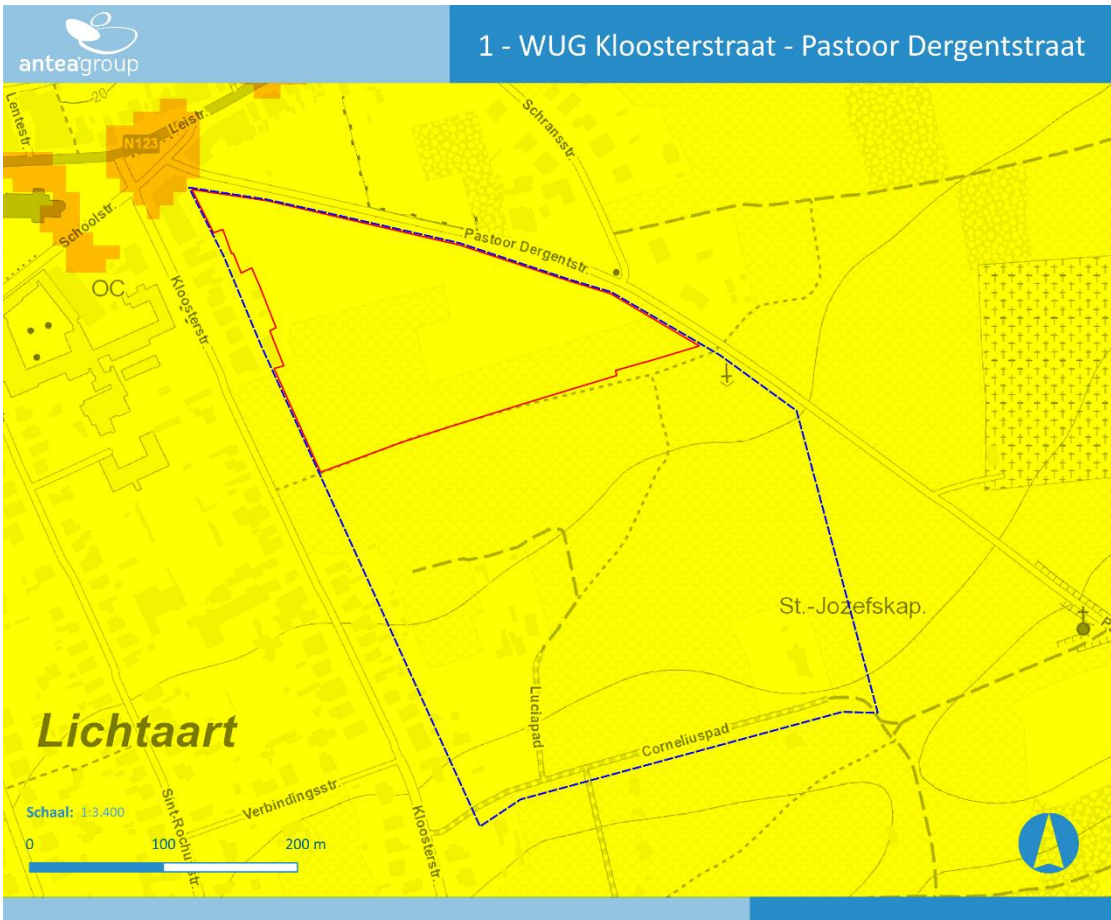 anteagroup
1 - WUG Kloosterstraat - Pastoor Dergentstraat
Lentestr.
20
Leistr.
N123
Schransstr.
Schoolstr.
Pastoor Dergentstr.
OC
Kloosterstr.
St.-Jozefskap.
Luciapad
Corneliuspad
Lichtaart
Verbindingsstr.
Sint-Rochusstr.
Kloosterstr.
Schaal: 1:3.400
0 100 200 m